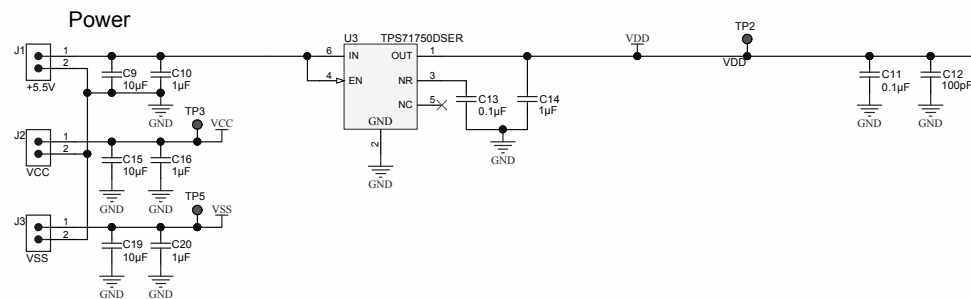 Power
J1
1
2
+5.5V
C9
10µF
C10
1µF
GND
U3
TPS71750DSER
6
IN
OUT
1
4
EN
NR
3
NC
5
GND
2
GND
C13
0.1µF
C14
1µF
GND
VDD
TP2
VDD
C11
0.1µF
C12
100pF
GND
GND
J2
1
2
VCC
TP3
VCC
C15
10µF
C16
1µF
GND
GND
J3
1
2
VSS
TP5
VSS
C19
10µF
C20
1µF
GND
GND